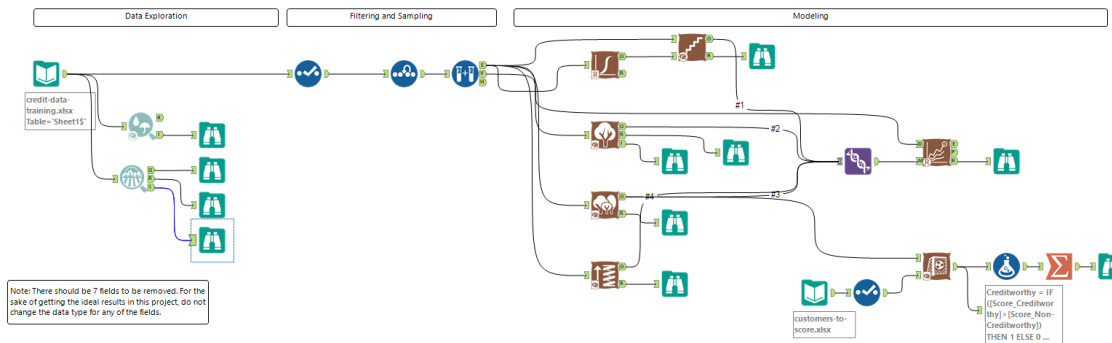 Data Exploration
Filtering and Sampling
Modeling
credit-data-
training.xlsx
Table=`Sheet1$`
R
I
O
R
I
E
V
H
O
R
O
R
#1
O
R
I
#2
O
R
#3
#4
O
R
D
M
E
P
R
customers-to-
score.xlsx
Creditworthy = IF
([Score_Creditwor
thy]>[Score_Non-
Creditworthy])
THEN 1 ELSE 0 ...
Note: There should be 7 fields to be removed. For the
sake of getting the ideal results in this project, do not
change the data type for any of the fields.